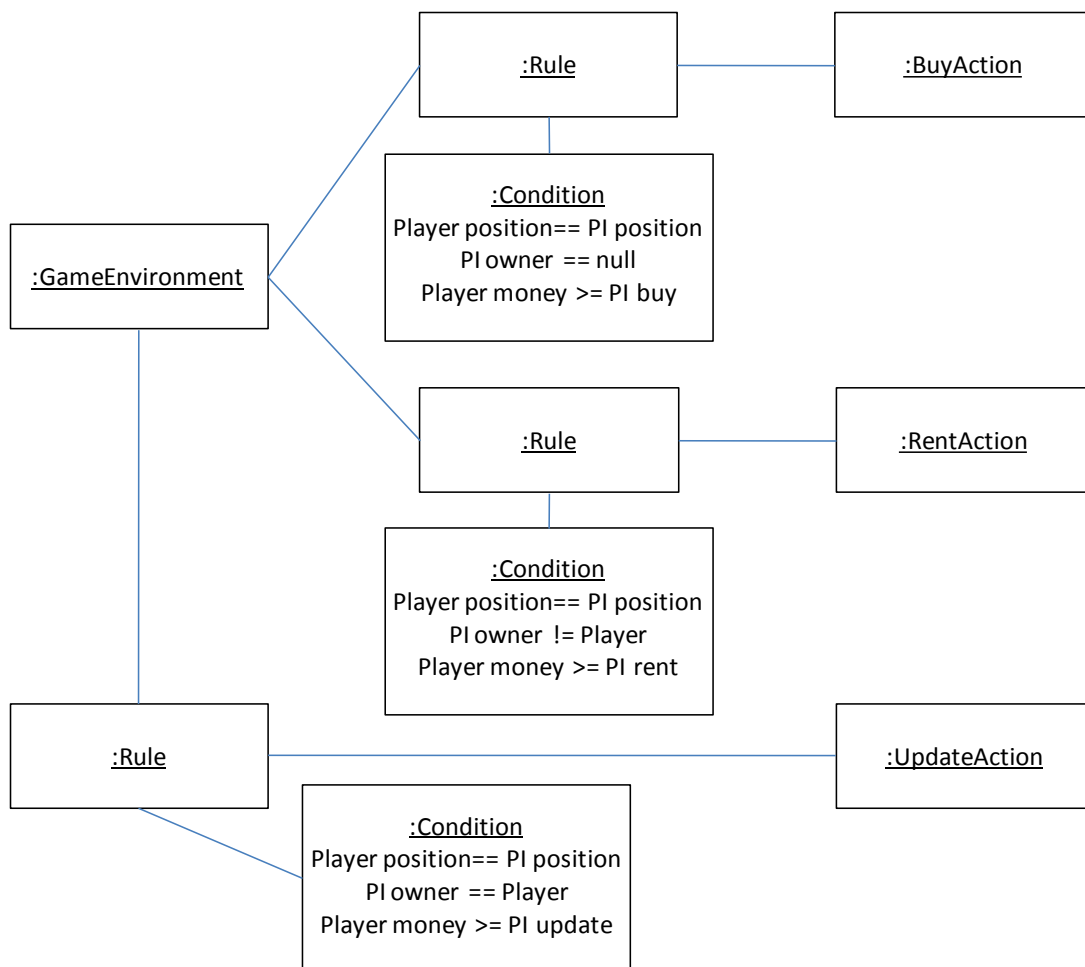 :Rule
:BuyAction
:Condition
Player position== PI position
PI owner == null
Player money >= PI buy
:GameEnvironment
:Rule
:RentAction
:Condition
Player position== PI position
PI owner != Player
Player money >= PI rent
:Rule
:UpdateAction
:Condition
Player position== PI position
PI owner == Player
Player money >= PI update